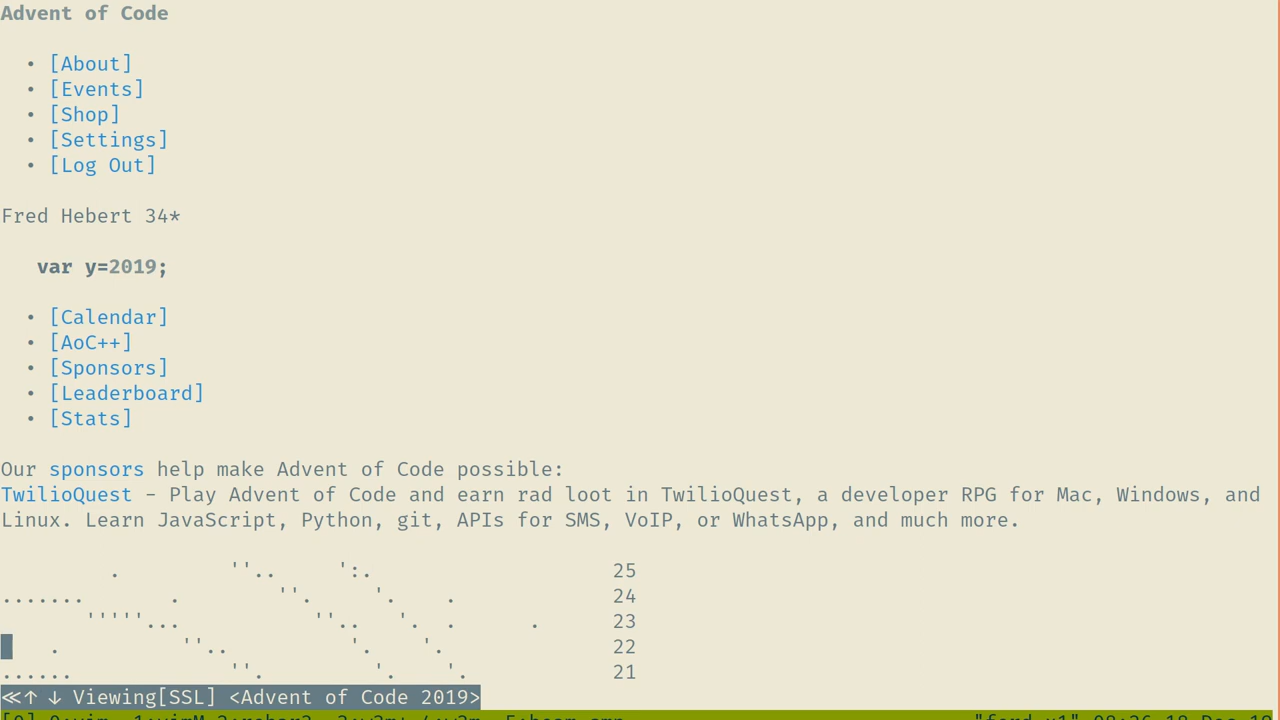 Advent of Code
• [About]
• [Events]
• [Shop]
• [Settings]
• [Log Out]
Fred Hebert 34*
var y=2019;
• [Calendar]
• [AoC++]
• [Sponsors]
• [Leaderboard]
• [Stats]
Our sponsors help make Advent of Code possible:
TwilioQuest - Play Advent of Code and earn rad loot in TwilioQuest, a developer RPG for Mac, Windows, and
Linux. Learn JavaScript, Python, git, APIs for SMS, VoIP, or WhatsApp, and much more.
. ''.. ':. 25
....... . ''. '. . 24
'''''... ''.. '. . . 23
. ''.. '. '. 22
...... ''. '. '. 21
≪↑ ↓ Viewing[SSL] <Advent of Code 2019>